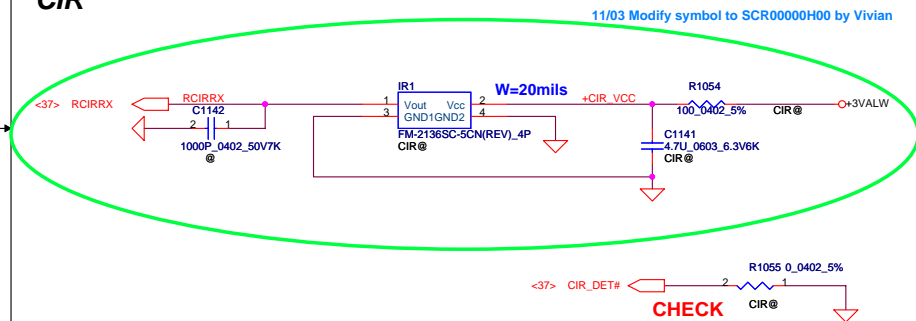 CIR
11/03 Modify symbol to SCR00000H00 by Vivian
<37> RCIRRX
RCIRRX
C1142
2 1
1000P_0402_50V7K
@
IR1
1 Vout Vcc 2
3 GND1 GND2 4
FM-2136SC-5CN(REV)_4P
CIR@
W=20mils
+CIR_VCC
R1054
100_0402_5%
CIR@
+3VALW
C1141
4.7U_0603_6.3V6K
CIR@
<37> CIR_DET#
R1055 0_0402_5%
2 1
CIR@
CHECK